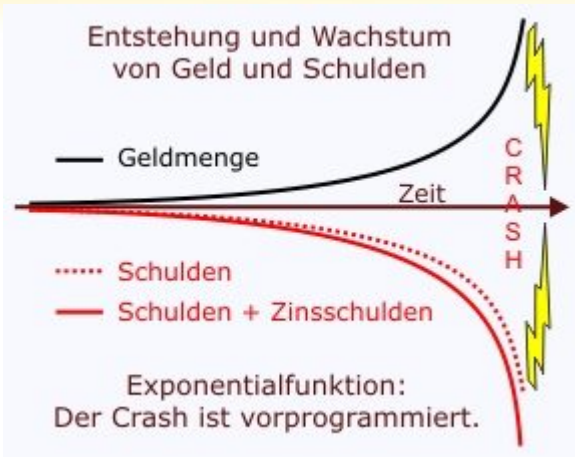 Entstehung und Wachstum
von Geld und Schulden
Geldmenge
Zeit
CRASH
Schulden
Schulden + Zinsschulden
Exponentialfunktion:
Der Crash ist vorprogrammiert.